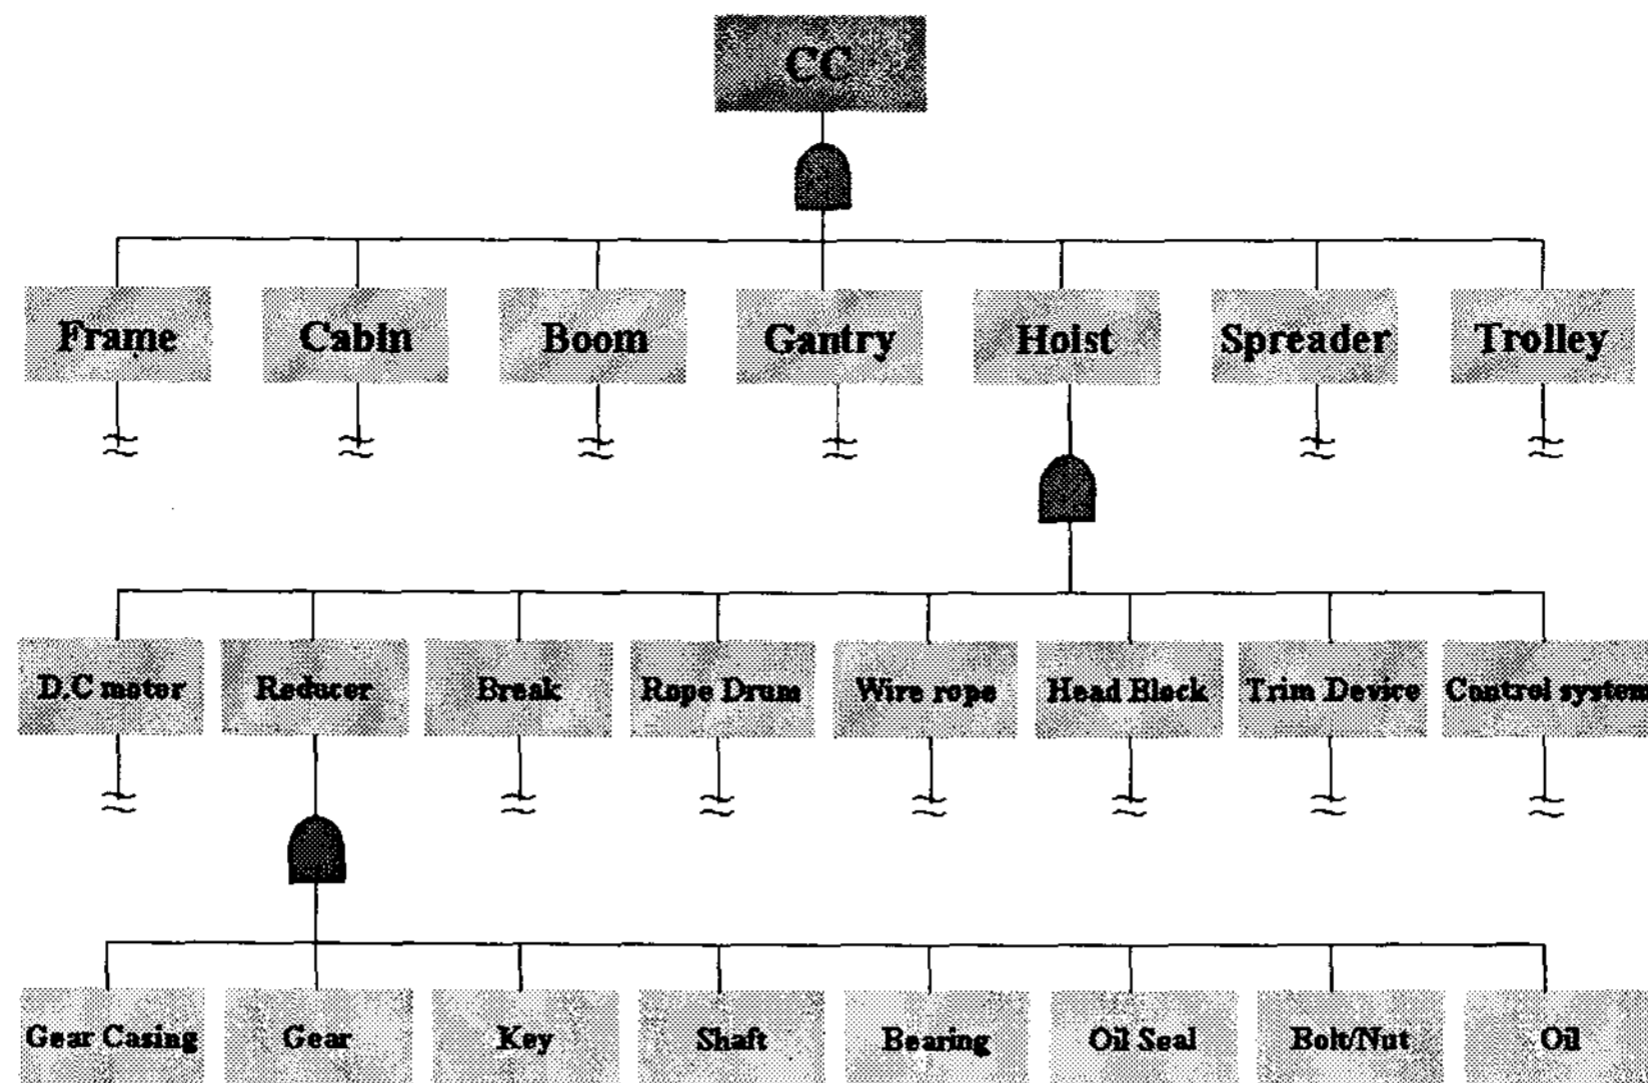 CC
Frame Cabin Boom Gantry Hoist Spreader Trolley
D.C motor Reducer Break Rope Drum Wire rope Head Block Trim Device Control system
Gear Casing Gear Key Shaft Bearing Oil Seal Bolt/Nut Oil